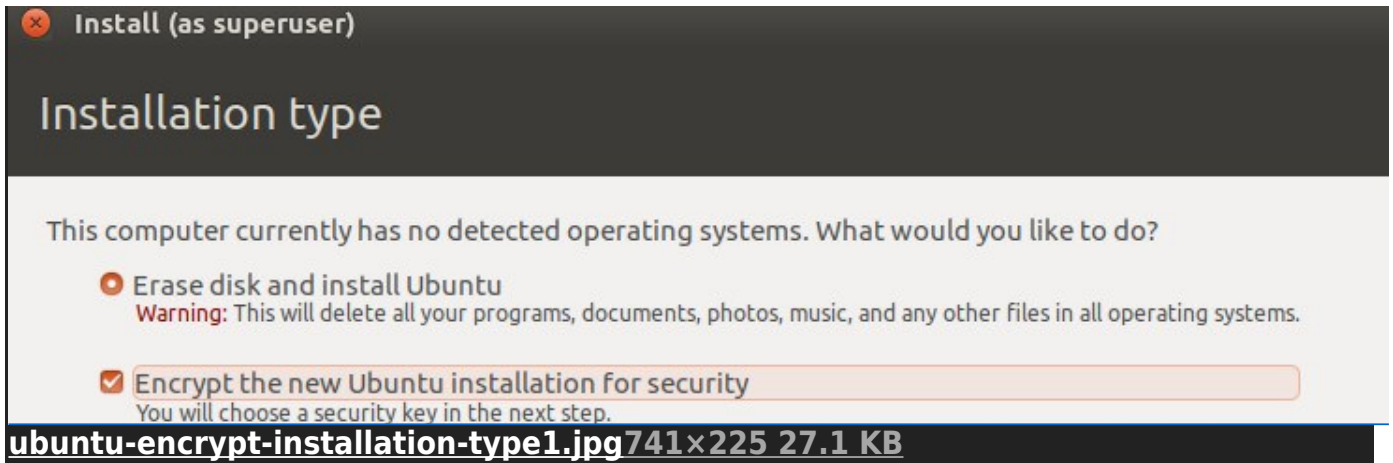 Install (as superuser)
Installation type
This computer currently has no detected operating systems. What would you like to do?
Erase disk and install Ubuntu
Warning: This will delete all your programs, documents, photos, music, and any other files in all operating systems.
Encrypt the new Ubuntu installation for security
You will choose a security key in the next step.
ubuntu-encrypt-installation-type1.jpg741×225 27.1 KB